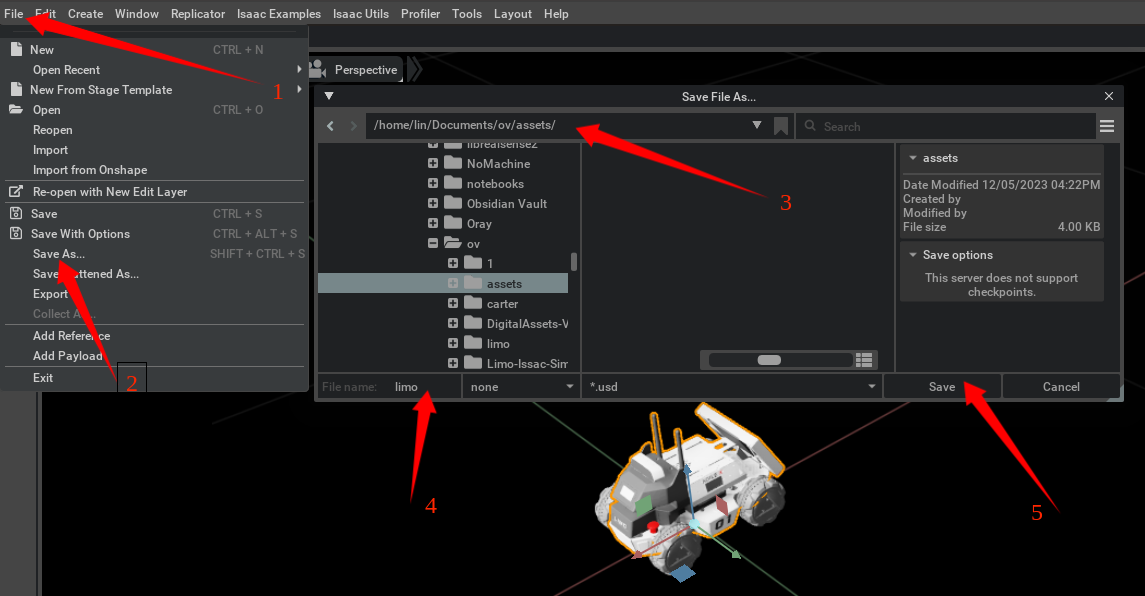 File Edit Create Window Replicator Isaac Examples Isaac Utils Profiler Tools Layout Help
New CTRL + N
Open Recent
New From Stage Template
Open CTRL + O
Reopen
Import
Import from Onshape
Re-open with New Edit Layer
Save CTRL + S
Save With Options CTRL + ALT + S
Save As... SHIFT + CTRL + S
Save Flattened As...
Export
Collect As...
Add Reference
Add Payload
Exit
1
2
Perspective
Save File As...
/home/lin/Documents/ov/assets/
Search
3
librealsense2
NoMachine
notebooks
Obsidian Vault
Oray
ov
1
assets
carter
DigitalAssets-V
limo
Limo-Issac-Sim
assets
Date Modified 12/05/2023 04:22PM
Created by
Modified by
File size 4.00 KB
Save options
This server does not support
checkpoints.
File name: limo none *.usd Save Cancel
4
5
LIMO
01